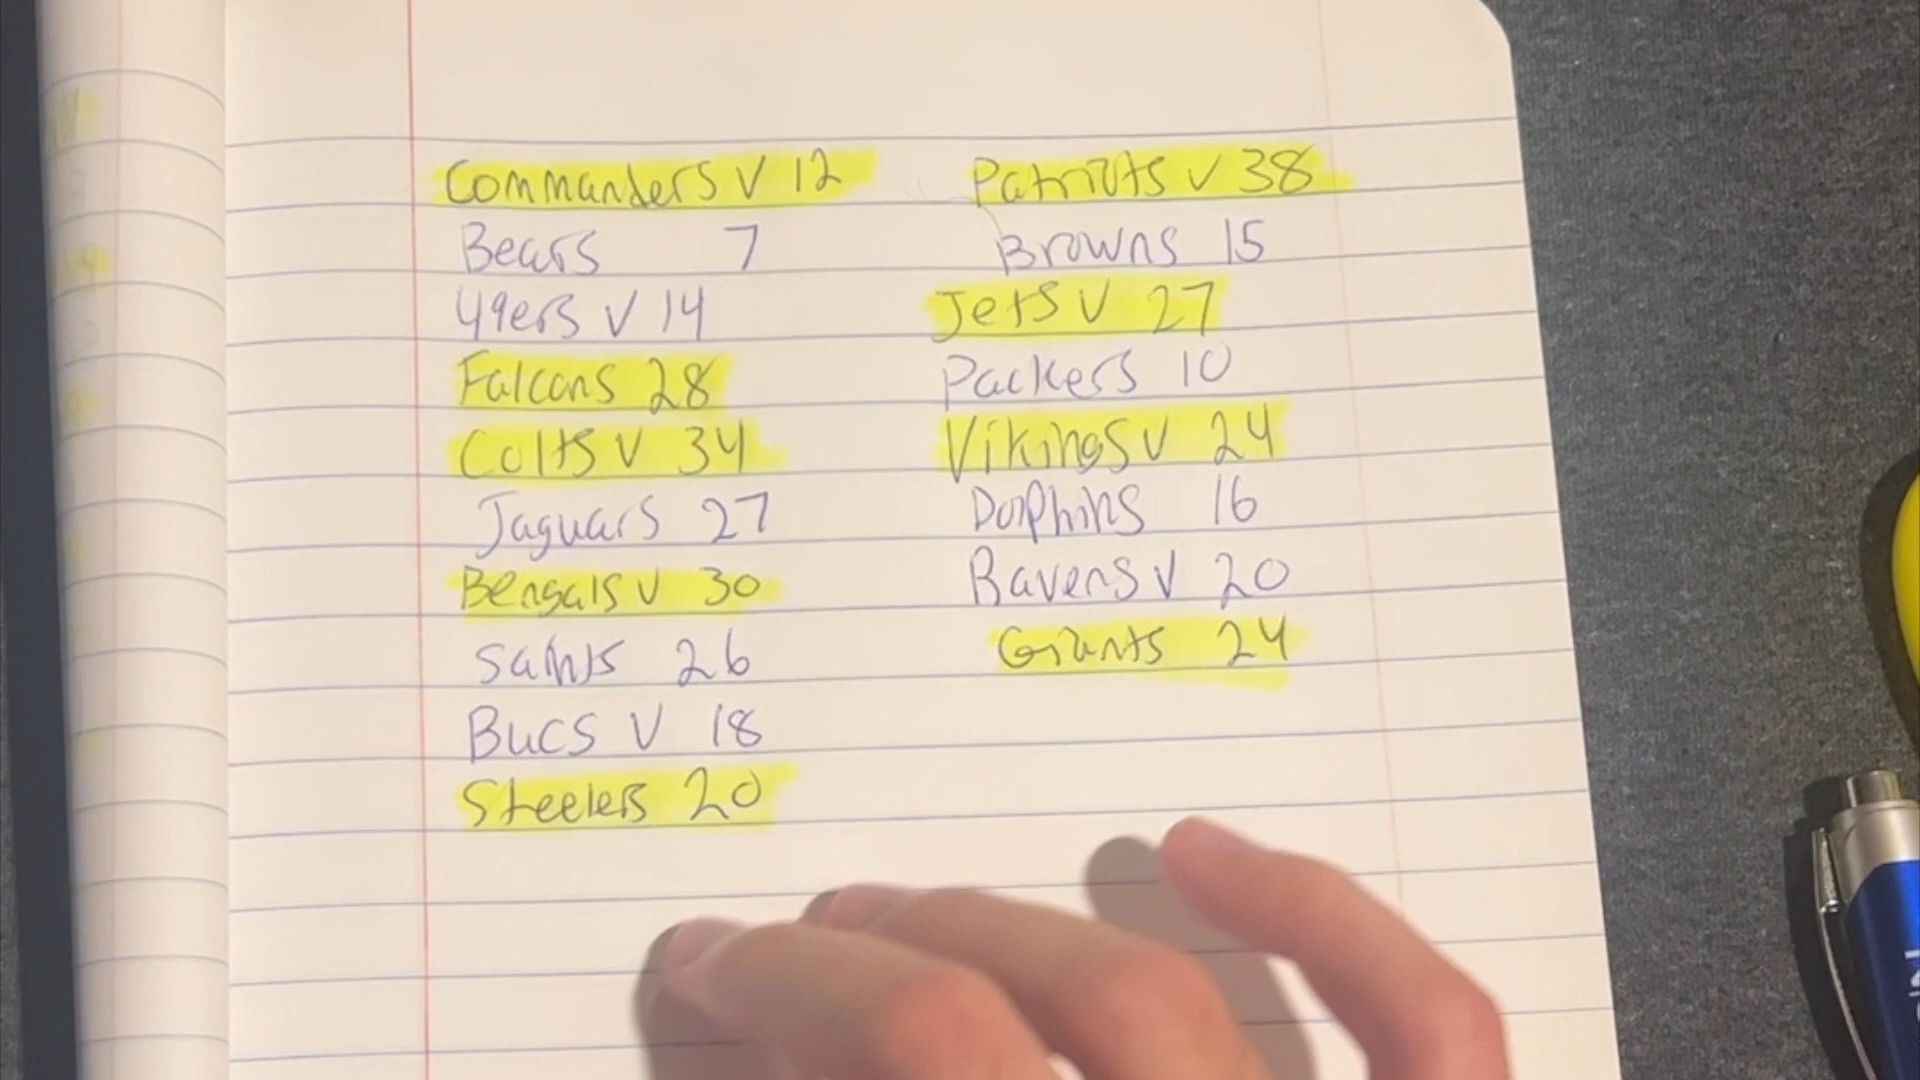 Commanders V 12
Bears 7
49ers V 14
Falcons 28
Colts V 34
Jaguars 27
Bengals V 30
Saints 26
Bucs V 18
Steelers 20
Patriots V 38
Browns 15
Jets V 27
Packers 10
Vikings V 24
Dolphins 16
Ravens V 20
Giants 24